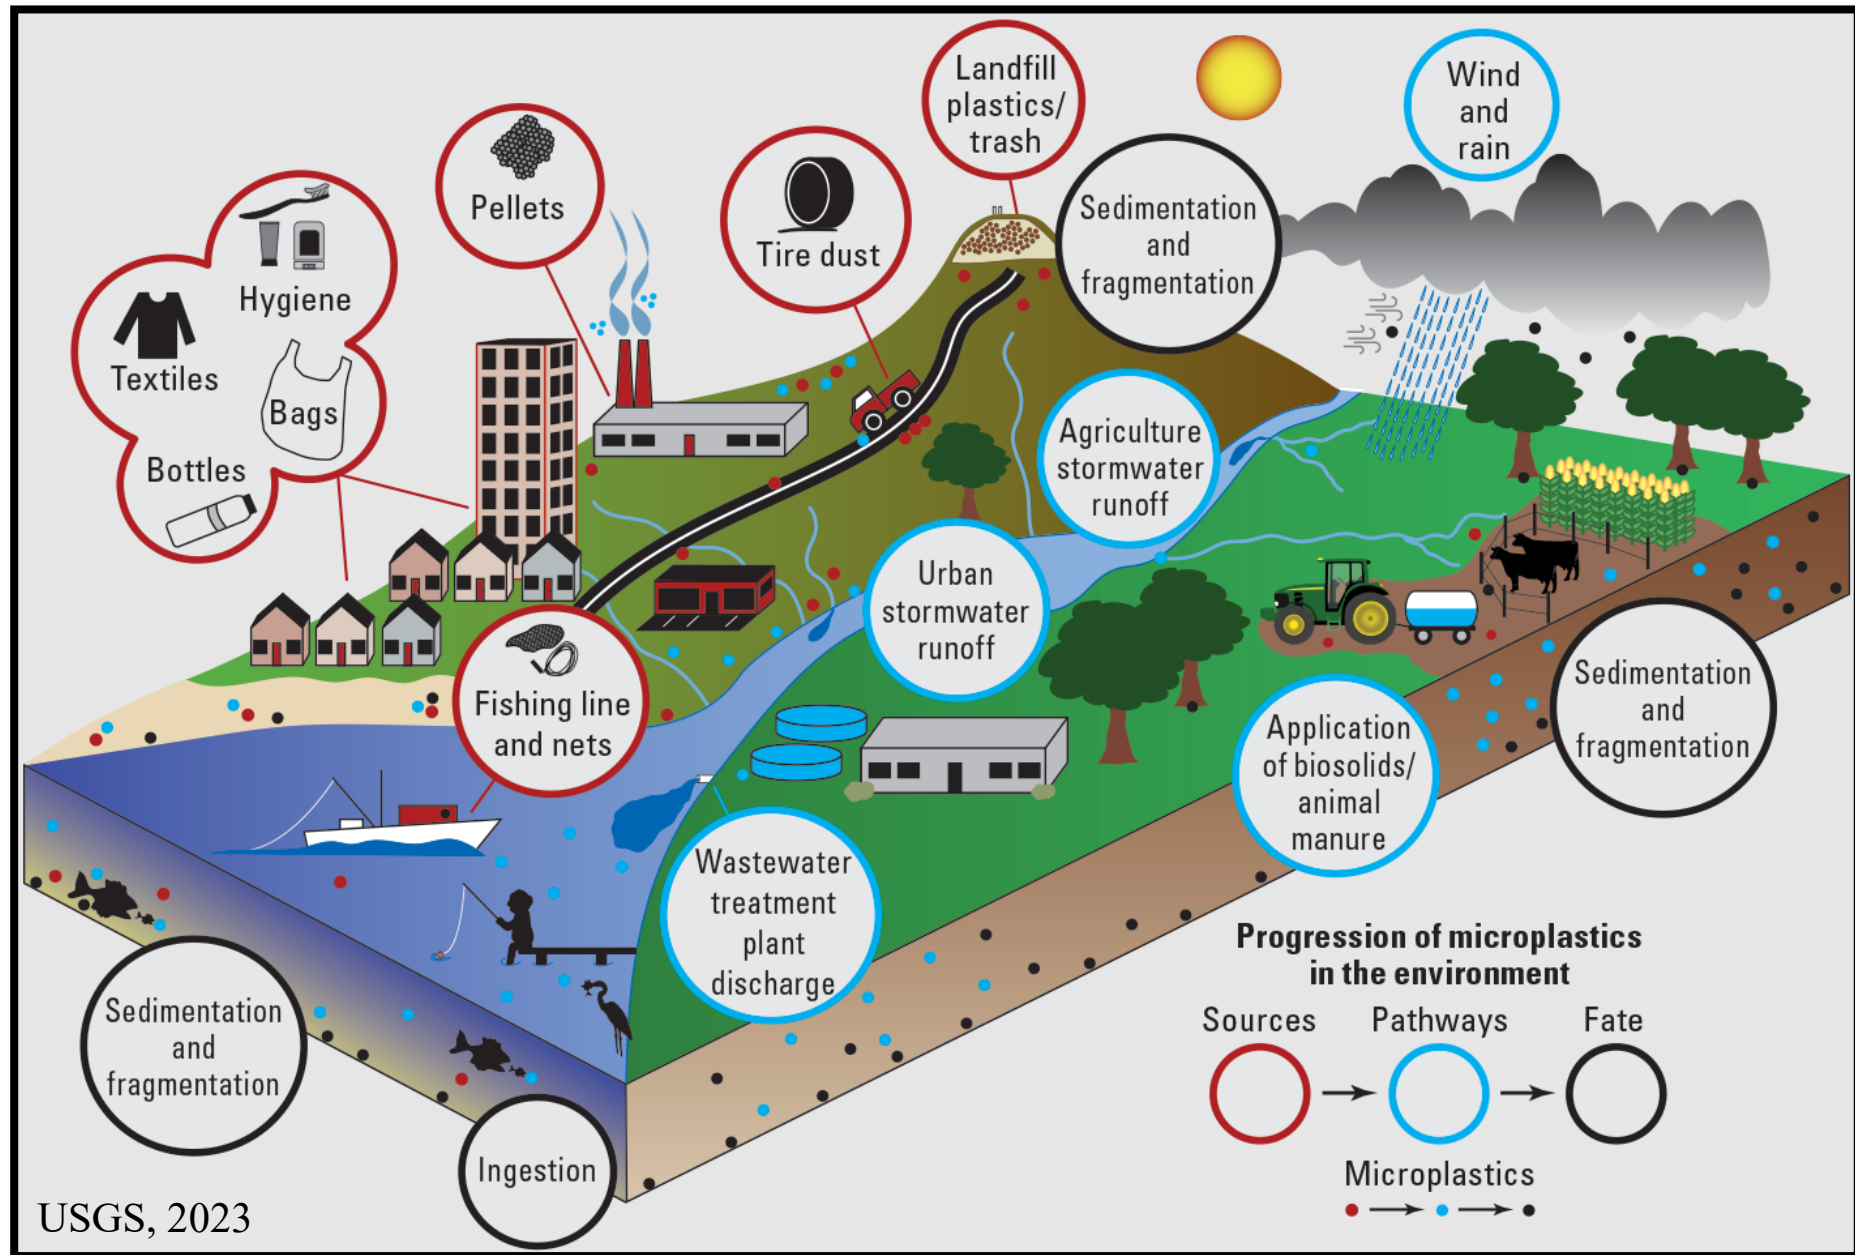 Landfill
plastics/
trash
Wind
and
rain
Pellets
Tire dust
Sedimentation
and
fragmentation
Hygiene
Textiles
Bags
Bottles
Agriculture
stormwater
runoff
Urban
stormwater
runoff
Fishing line
and nets
Sedimentation
and
fragmentation
Application
of biosolids/
animal
manure
Wastewater
treatment
plant
discharge
Sedimentation
and
fragmentation
Ingestion
Progression of microplastics
in the environment
Sources
Pathways
Fate
Microplastics
USGS, 2023